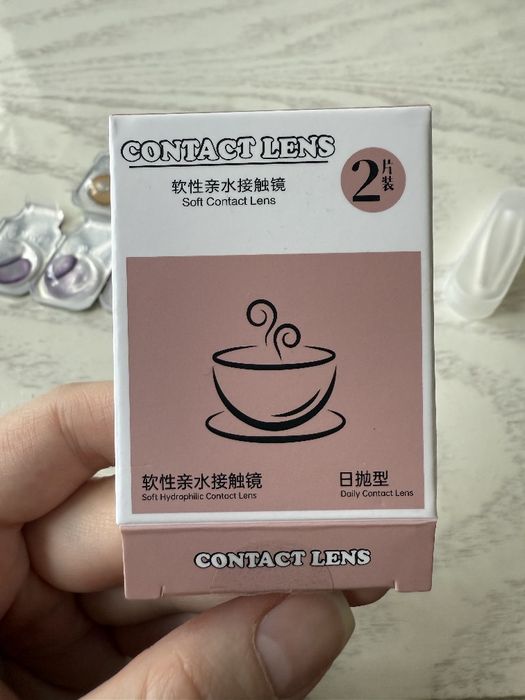 CONTACT LENS
软性亲水接触镜
Soft Contact Lens
2片装
软性亲水接触镜
Soft Hydrophilic Contact Lens
日抛型
Daily Contact Lens
CONTACT LENS